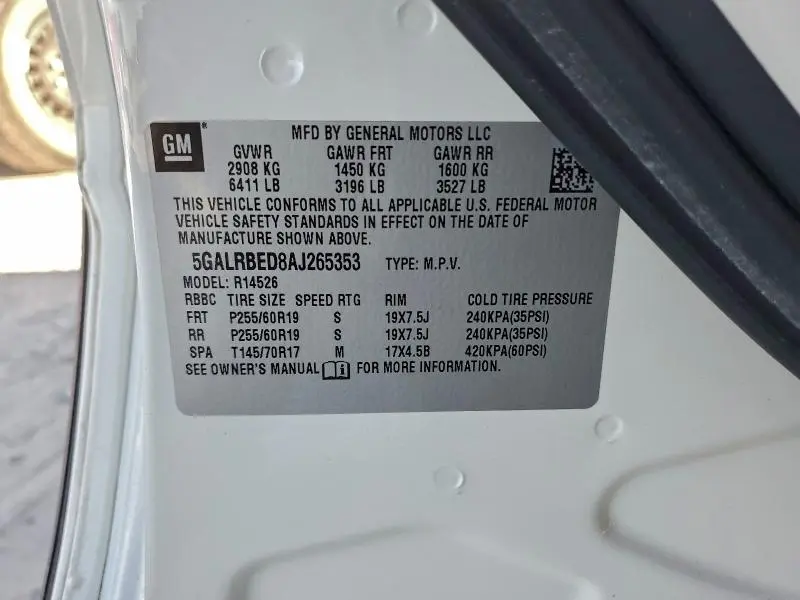 GM® MFD BY GENERAL MOTORS LLC
GVWR GAWR FRT GAWR RR
2908 KG 1450 KG 1600 KG
6411 LB 3196 LB 3527 LB
THIS VEHICLE CONFORMS TO ALL APPLICABLE U.S. FEDERAL MOTOR
VEHICLE SAFETY STANDARDS IN EFFECT ON THE DATE OF
MANUFACTURE SHOWN ABOVE.
5GALRBED8AJ265353 TYPE: M.P.V.
MODEL: R14526
RBBC TIRE SIZE SPEED RTG RIM COLD TIRE PRESSURE
FRT P255/60R19 S 19X7.5J 240KPA(35PSI)
RR P255/60R19 S 19X7.5J 240KPA(35PSI)
SPA T145/70R17 M 17X4.5B 420KPA(60PSI)
SEE OWNER'S MANUAL FOR MORE INFORMATION.